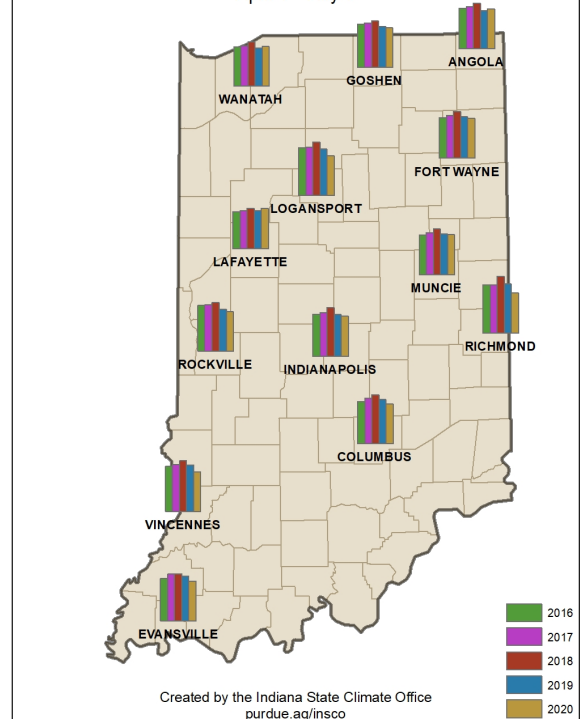 ANGOLA
GOSHEN
WANATAH
FORT WAYNE
LOGANSPORT
LAFAYETTE
MUNCIE
RICHMOND
ROCKVILLE
INDIANAPOLIS
COLUMBUS
VINCENNES
EVANSVILLE
2016
2017
2018
2019
2020
Created by the Indiana State Climate Office
purdue.ag/insco